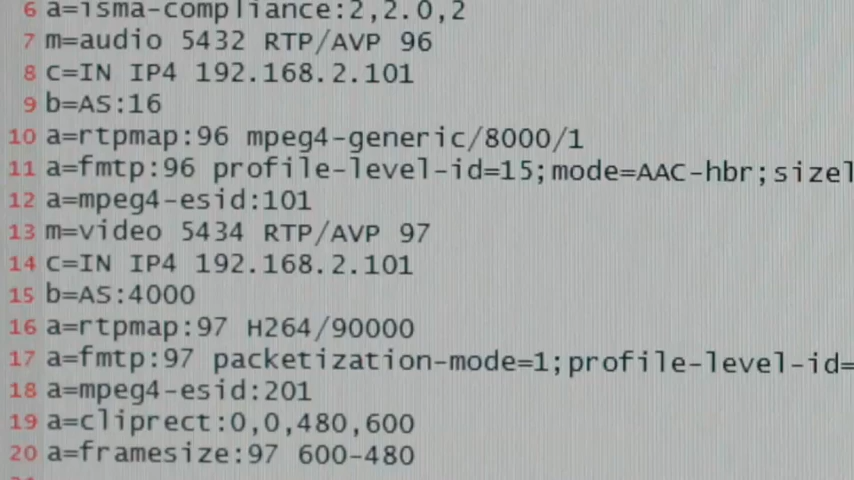 6 a=isma-compliance:2,2.0,2
7 m=audio 5432 RTP/AVP 96
8 c=IN IP4 192.168.2.101
9 b=AS:16
10 a=rtpmap:96 mpeg4-generic/8000/1
11 a=fmtp:96 profile-level-id=15;mode=AAC-hbr;sizel
12 a=mpeg4-esid:101
13 m=video 5434 RTP/AVP 97
14 c=IN IP4 192.168.2.101
15 b=AS:4000
16 a=rtpmap:97 H264/90000
17 a=fmtp:97 packetization-mode=1;profile-level-id=
18 a=mpeg4-esid:201
19 a=cliprect:0,0,480,600
20 a=framesize:97 600-480